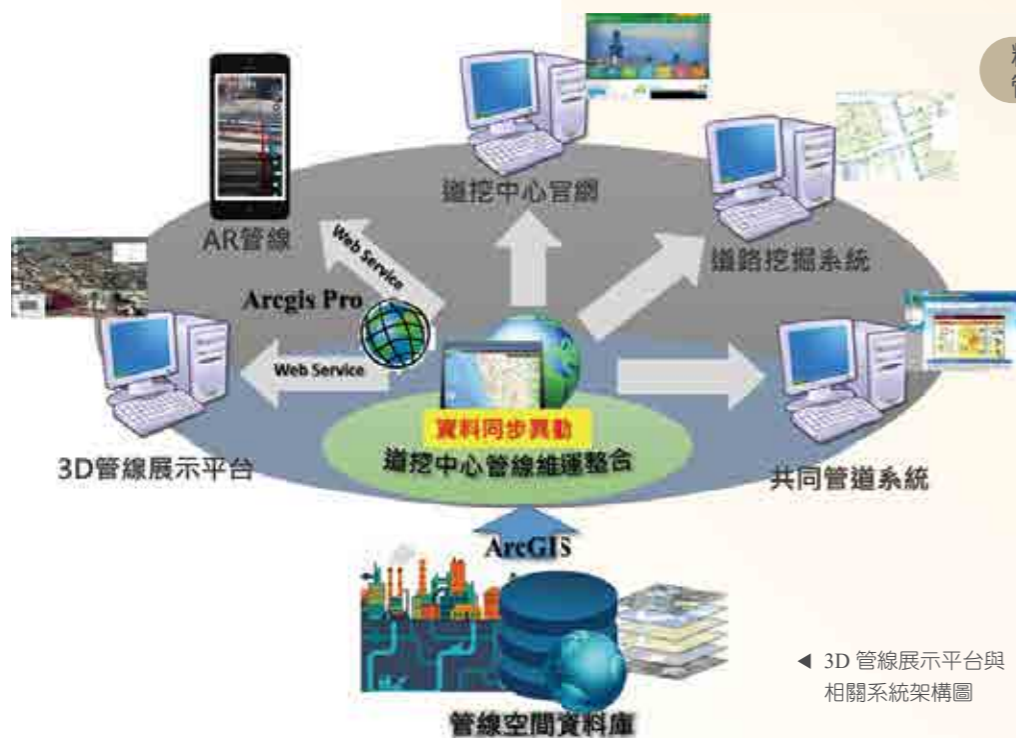 道挖中心官網
AR管線
道路挖掘系統
Web Service
Arcgis Pro
Web Service
資料同步異動
道挖中心管線維運整合
3D管線展示平台
共同管道系統
ArcGIS
管線空間資料庫
◀ 3D 管線展示平台與
相關系統架構圖